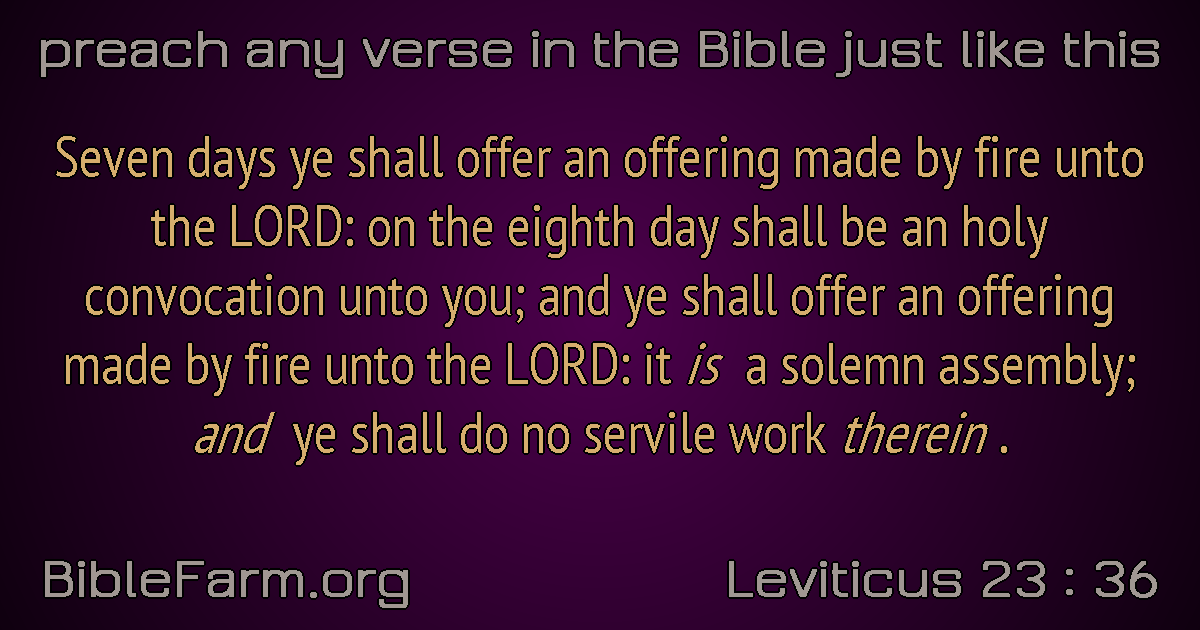 preach any verse in the Bible just like this
Seven days ye shall offer an offering made by fire unto
the LORD: on the eighth day shall be an holy
convocation unto you; and ye shall offer an offering
made by fire unto the LORD: it is a solemn assembly;
and ye shall do no servile work therein .
BibleFarm.org
Leviticus 23 : 36